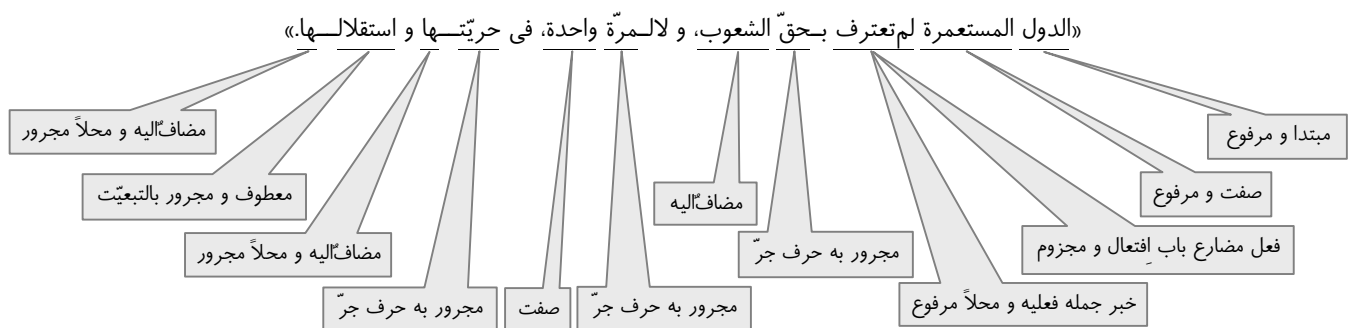 «الدول المستعمرة لم‌تعترف بـحقّ الشعوب، و لالـمرّة واحدة، فى حريّتـــها و استقلالـــها.»
مبتدا و مرفوع
صفت و مرفوع
فعل مضارع باب اِفتعال و مجزوم
خبر جمله فعلیه و محلاً مرفوع
مجرور به حرف جرّ
مضافٌ‌الیه
مجرور به حرف جرّ
صفت
مجرور به حرف جرّ
مضافٌ‌الیه و محلاً مجرور
معطوف و مجرور بالتبعیّت
مضافٌ‌الیه و محلاً مجرور